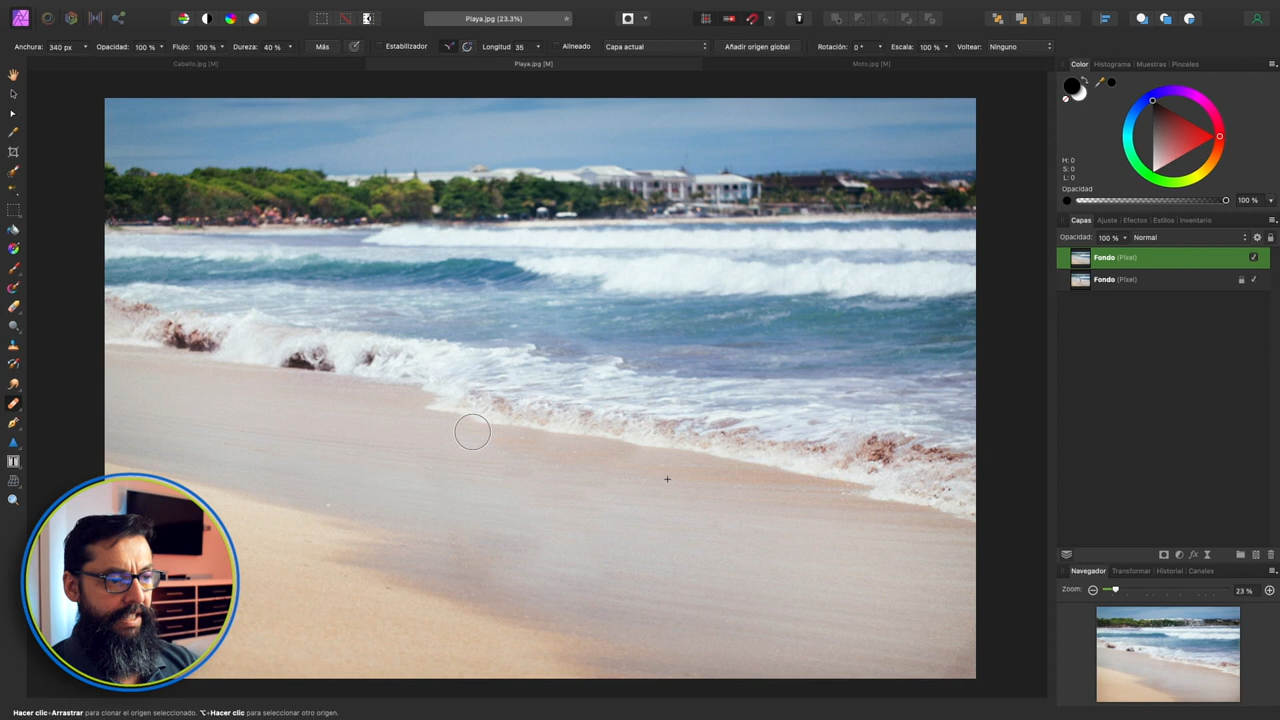 Playa.jpg (23.3%)
Anchura: 340 px Opacidad: 100 % Flujo: 100 % Dureza: 40 % Más Estabilizador Longitud 35 Alineado Capa actual Añadir origen global Rotación: 0 ° Escala: 100 % Voltear: Ninguno
Caballo.jpg [M] Playa.jpg [M] Moto.jpg [M]
Color Histograma Muestras Pinceles
H: 0
S: 0
L: 0
Opacidad
100 %
Capas Ajuste Efectos Estilos Inventario
Opacidad: 100 % Normal
Fondo (Píxel)
Fondo (Píxel)
Navegador Transformar Historial Canales
Zoom: 23 %
Hacer clic+Arrastrar para clonar el origen seleccionado. ⌥+Hacer clic para seleccionar otro origen.